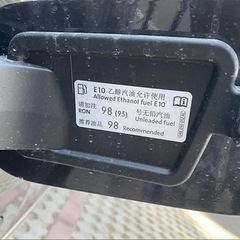 E10 乙醇汽油允许使用
Allowed Ethanol fuel E10
请加注 98 (95) 号无铅汽油
RON Unleaded fuel
推荐油品 98 Recommended